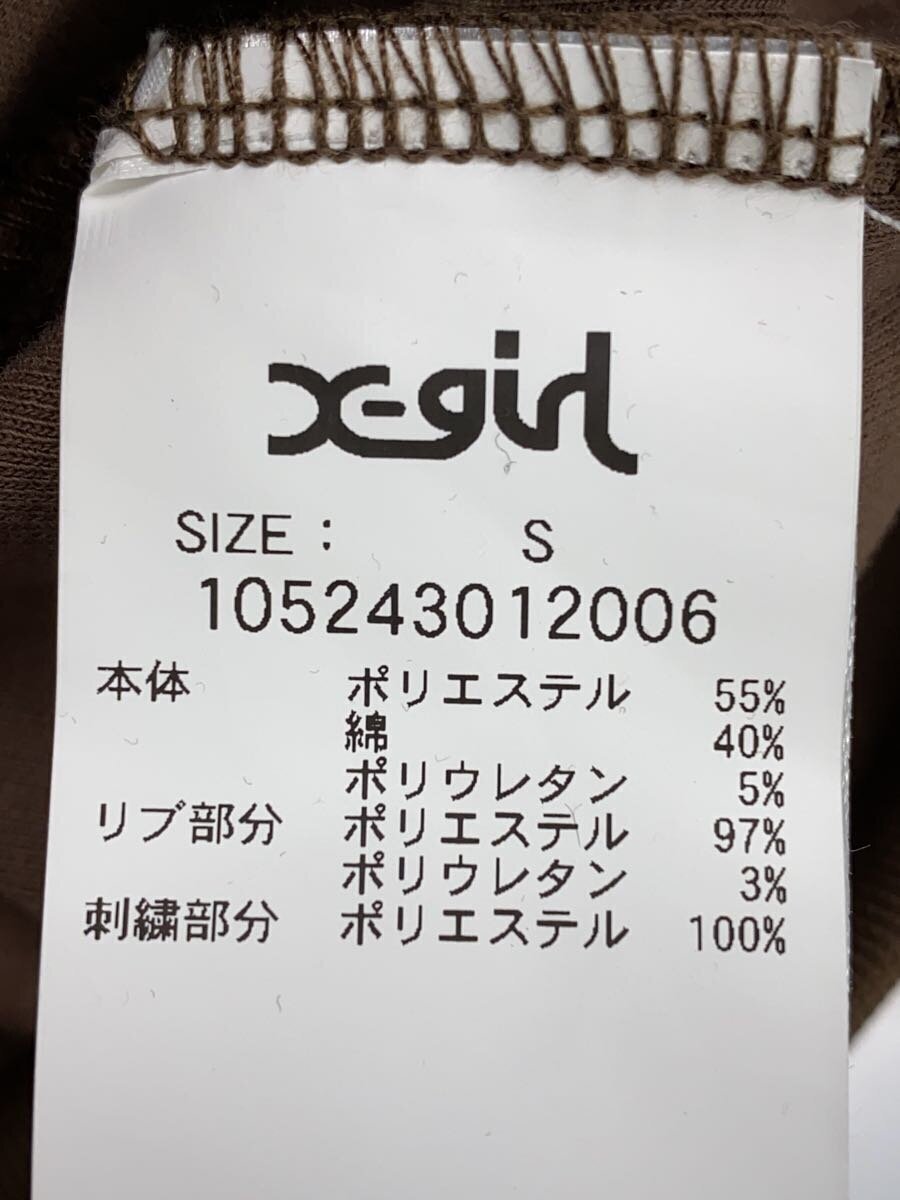 X-girl
SIZE : S
105243012006
本体 ポリエステル 55%
綿 40%
ポリウレタン 5%
リブ部分 ポリエステル 97%
ポリウレタン 3%
刺繍部分 ポリエステル 100%